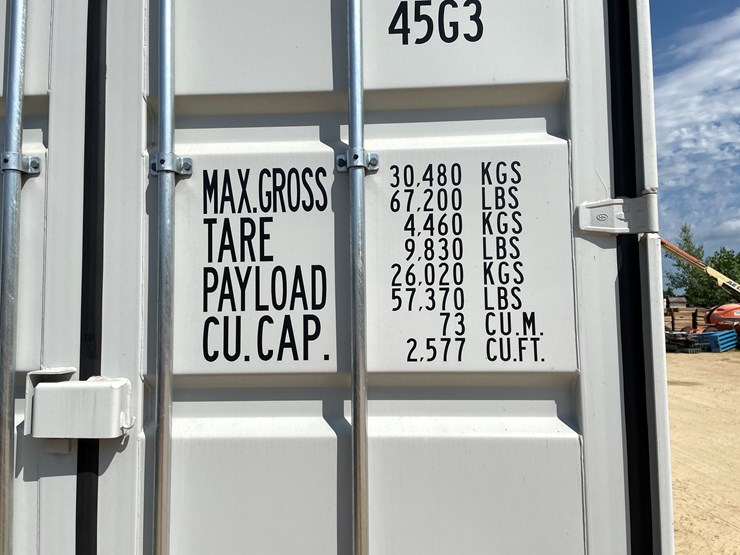 45G3
MAX.GROSS 30,480 KGS
67,200 LBS
TARE 4,460 KGS
9,830 LBS
PAYLOAD 26,020 KGS
57,370 LBS
CU.CAP. 73 CU.M.
2,577 CU.FT.